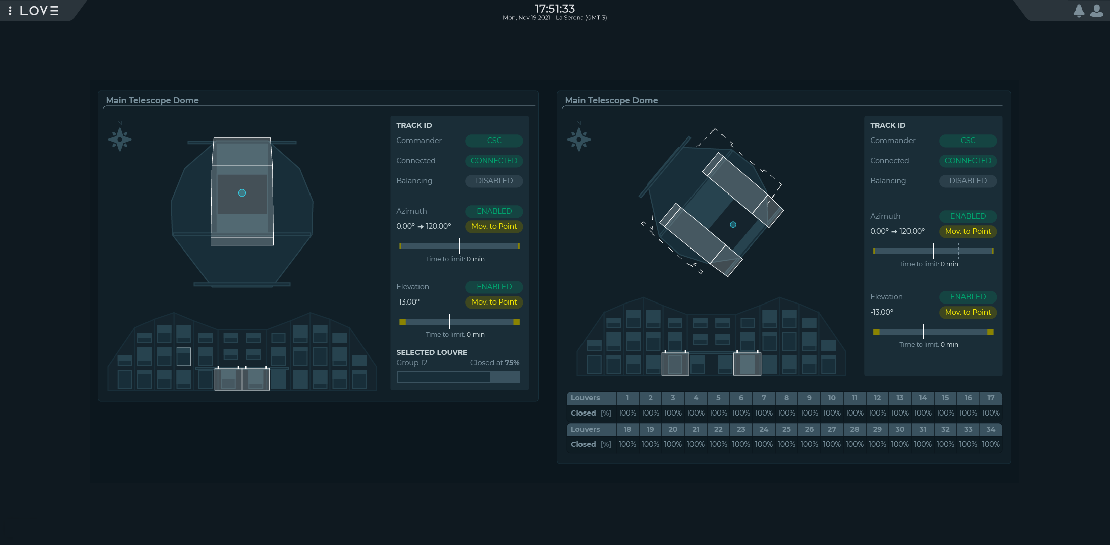 LOVE
17:51:33
Mon, Nov 19 2021 - La Serena (GMT-3)
Main Telescope Dome
N
TRACK ID
Commander CSC
Connected CONNECTED
Balancing DISABLED
Azimuth ENABLED
0.00° ➔ 120.00° Mov. to Point
Time to limit: 0 min
Elevation ENABLED
-13.00° Mov. to Point
Time to limit: 0 min
SELECTED LOUVRE
Group 12 Closed at 75%
Main Telescope Dome
N
TRACK ID
Commander CSC
Connected CONNECTED
Balancing DISABLED
Azimuth ENABLED
0.00° ➔ 120.00° Mov. to Point
Time to limit: 0 min
Elevation ENABLED
-13.00° Mov. to Point
Time to limit: 0 min
Louvers 1 2 3 4 5 6 7 8 9 10 11 12 13 14 15 16 17
Closed [%] 100% 100% 100% 100% 100% 100% 100% 100% 100% 100% 100% 100% 100% 100% 100% 100% 100%
Louvers 18 19 20 21 22 23 24 25 26 27 28 29 30 31 32 33 34
Closed [%] 100% 100% 100% 100% 100% 100% 100% 100% 100% 100% 100% 100% 100% 100% 100% 100% 100%